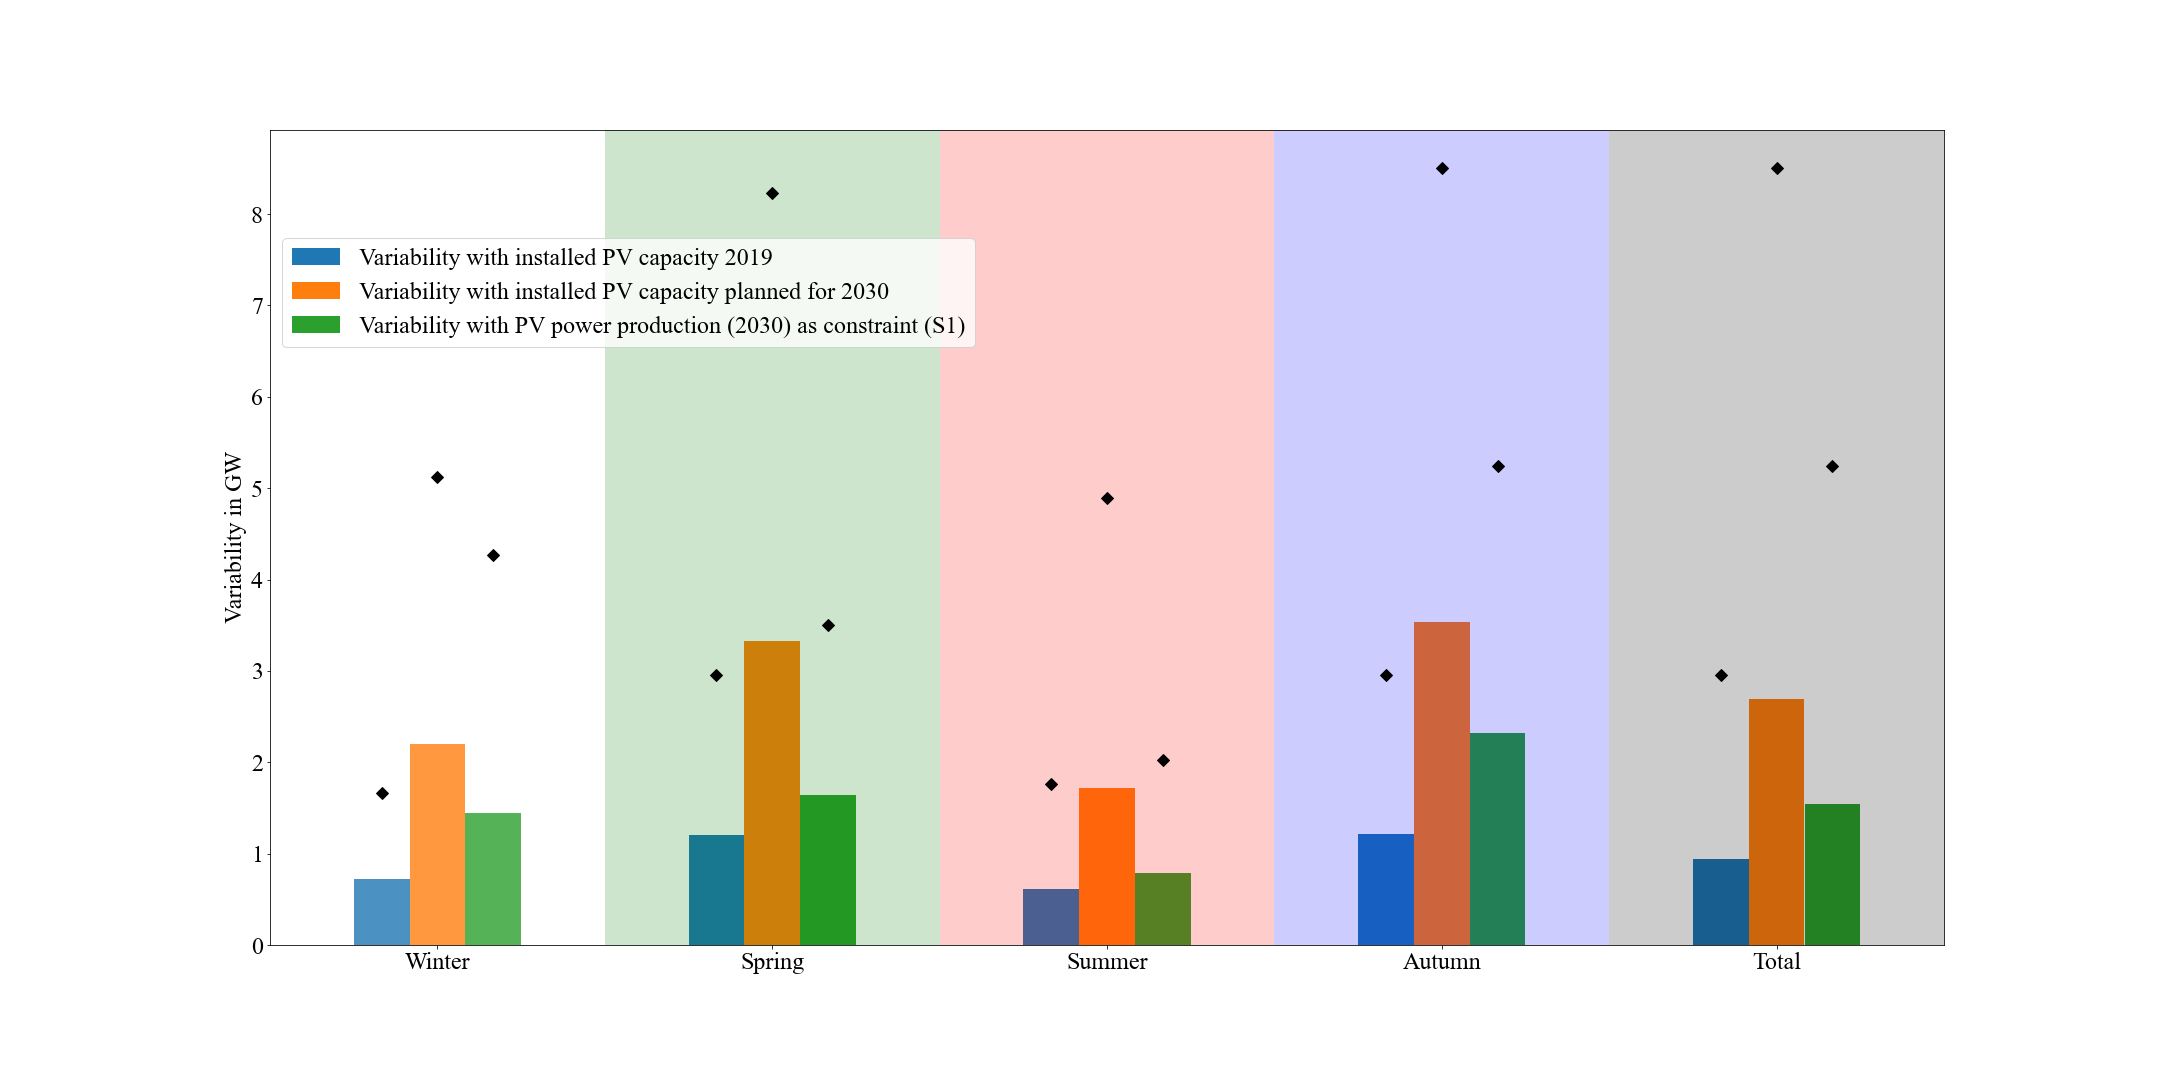 8
7
6
5
4
3
2
1
0
Variability in GW
Variability with installed PV capacity 2019
Variability with installed PV capacity planned for 2030
Variability with PV power production (2030) as constraint (S1)
Winter
Spring
Summer
Autumn
Total